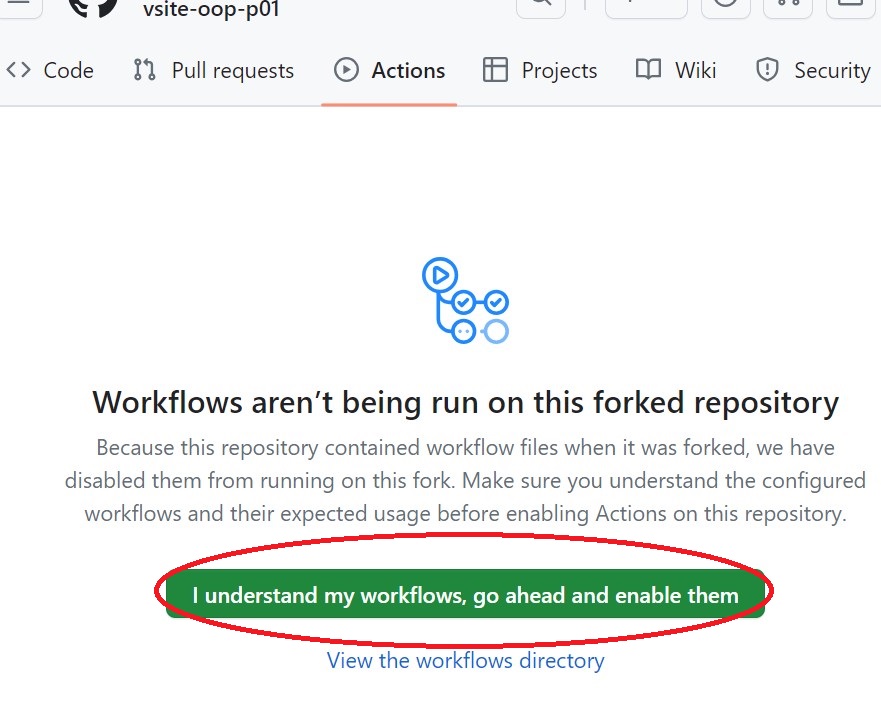 vsite-oop-p01
Code Pull requests Actions Projects Wiki Security
Workflows aren’t being run on this forked repository
Because this repository contained workflow files when it was forked, we have
disabled them from running on this fork. Make sure you understand the configured
workflows and their expected usage before enabling Actions on this repository.
I understand my workflows, go ahead and enable them
View the workflows directory